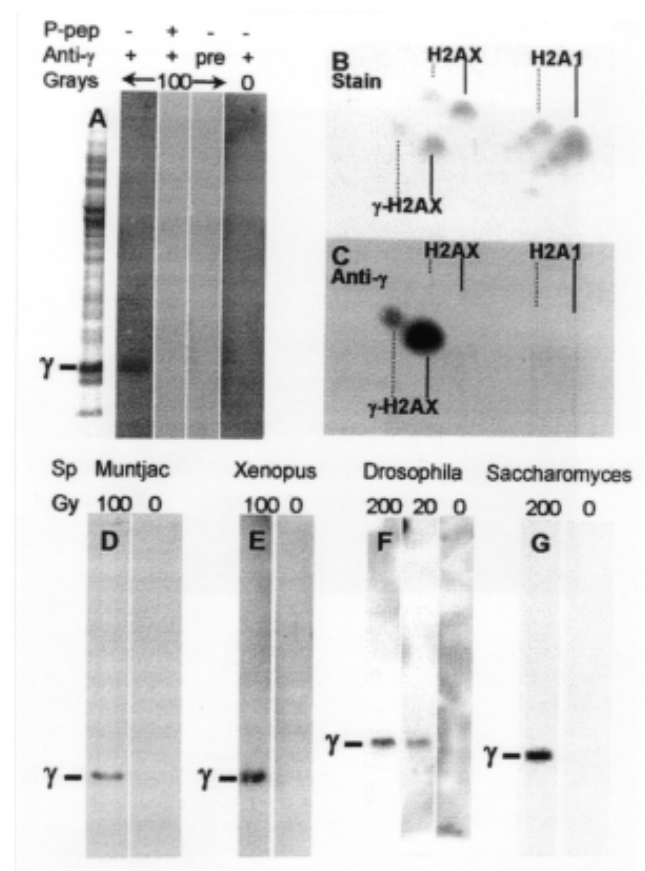 P-pep - + - -
Anti-γ + + pre +
Grays 100 0
A
γ
B
Stain
H2AX H2A1
γ-H2AX
C
Anti-γ
H2AX H2A1
γ-H2AX
Sp Muntjac Xenopus Drosophila Saccharomyces
Gy 100 0 100 0 200 20 0 200 0
D E F G
γ γ γ γ